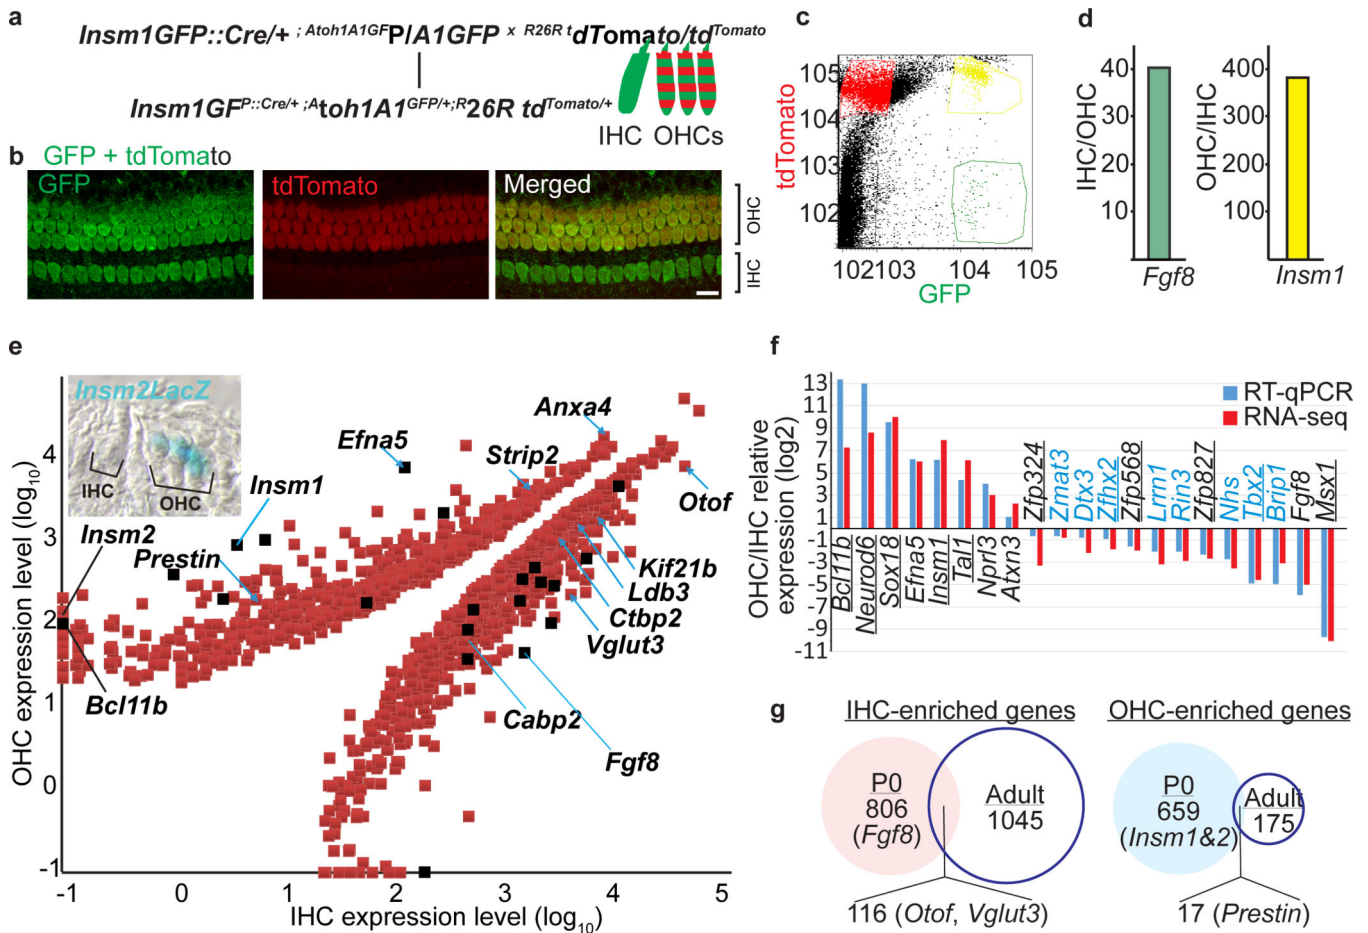 a
Insm1GFP::Cre/+ ; Atoh1A1GFP/A1GFP x R26R tdTomato/tdTomato
Insm1GFP::Cre/+ ;Atoh1A1GFP/+;R26R tdTomato/+
IHC OHCs
b
GFP + tdTomato
GFP
tdTomato
Merged
OHC
IHC
c
tdTomato
105
104
103
102
102 103 104 105
GFP
d
IHC/OHC
40
30
20
10
Fgf8
OHC/IHC
400
300
200
100
Insm1
e
OHC expression level (log10)
4
3
2
1
0
-1
-1 0 1 2 3 4 5
IHC expression level (log10)
Insm2LacZ
IHC
OHC
Insm1
Insm2
Prestin
Bcl11b
Efna5
Strip2
Anxa4
Otof
Kif21b
Ldb3
Ctbp2
Vglut3
Cabp2
Fgf8
f
OHC/IHC relative
expression (log2)
13
11
9
7
5
3
1
-1
-3
-5
-7
-9
-11
RT-qPCR
RNA-seq
Bcl11b
Neurod6
Sox18
Efna5
Insm1
Tal1
Nprl3
Atxn3
Zfp324
Zmat3
Dtx3
Zfhx2
Zfp568
Lrm1
Rin3
Zfp827
Nhs
Tbx2
Brip1
Fgf8
Msx1
g
IHC-enriched genes
P0
806
(Fgf8)
Adult
1045
116 (Otof, Vglut3)
OHC-enriched genes
P0
659
(Insm1&2)
Adult
175
17 (Prestin)